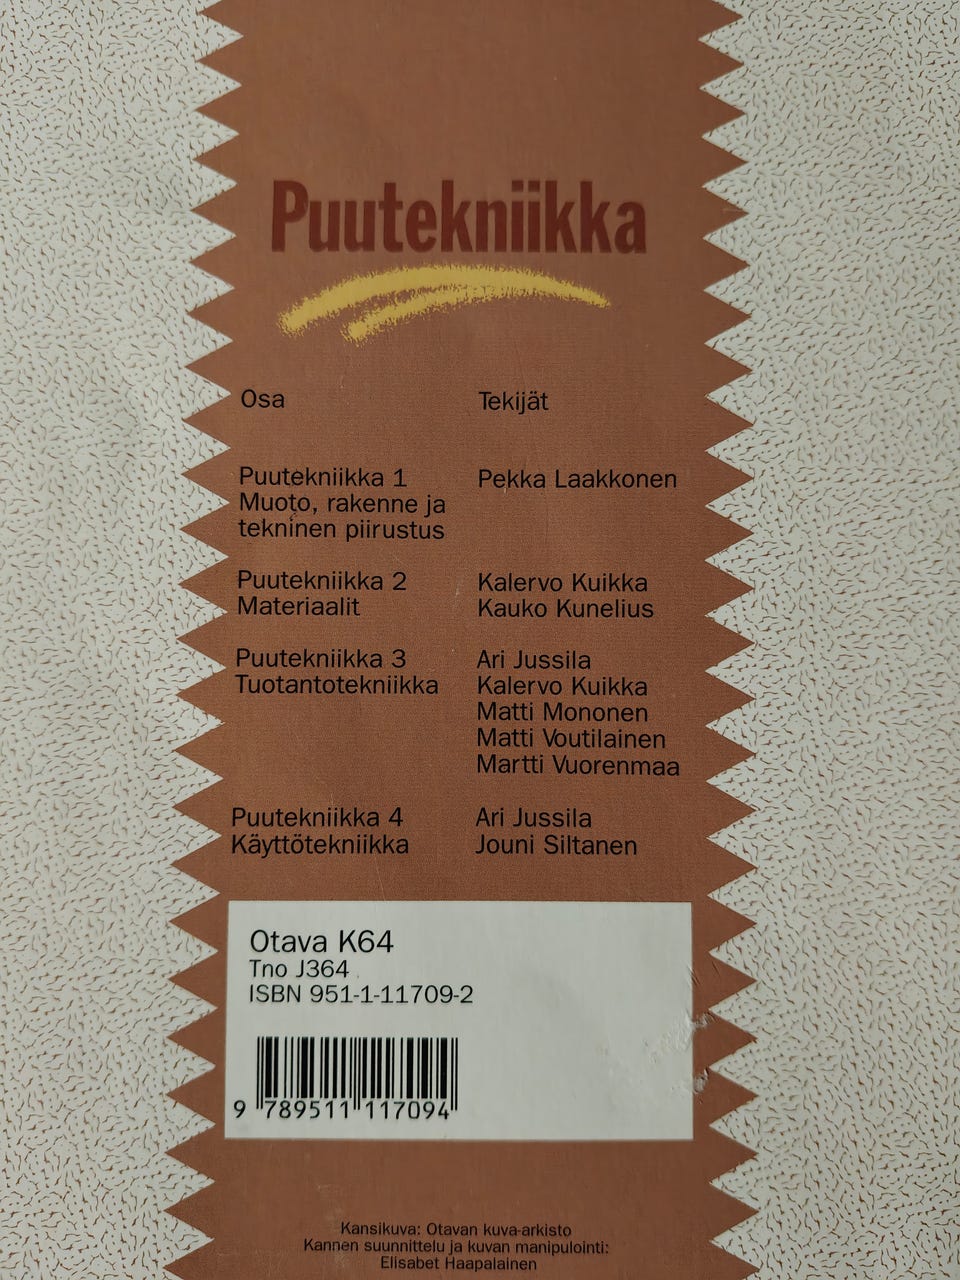 Puutekniikka
Osa Tekijät
Puutekniikka 1 Pekka Laakkonen
Muoto, rakenne ja
tekninen piirustus
Puutekniikka 2 Kalervo Kuikka
Materiaalit Kauko Kunelius
Puutekniikka 3 Ari Jussila
Tuotantotekniikka Kalervo Kuikka
Matti Mononen
Matti Voutilainen
Martti Vuorenmaa
Puutekniikka 4 Ari Jussila
Käyttötekniikka Jouni Siltanen
Otava K64
Tno J364
ISBN 951-1-11709-2
9 789511 117094
Kansikuva: Otavan kuva-arkisto
Kannen suunnittelu ja kuvan manipulointi:
Elisabet Haapalainen